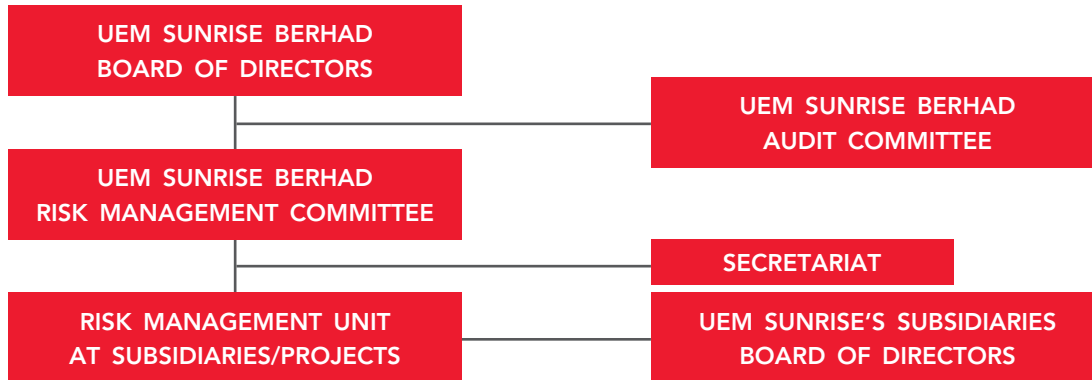 UEM SUNRISE BERHAD
BOARD OF DIRECTORS
UEM SUNRISE BERHAD
AUDIT COMMITTEE
UEM SUNRISE BERHAD
RISK MANAGEMENT COMMITTEE
SECRETARIAT
RISK MANAGEMENT UNIT
AT SUBSIDIARIES/PROJECTS
UEM SUNRISE'S SUBSIDIARIES
BOARD OF DIRECTORS